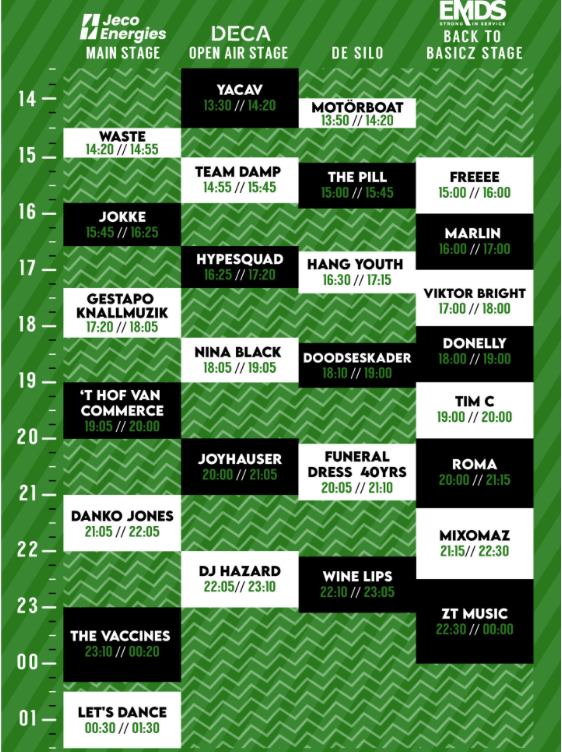 Jeco
Energies
MAIN STAGE
DECA
OPEN AIR STAGE
DE SILO
EMDS
STRONG IN SERVICE
BACK TO
BASICZ STAGE
14
15
16
17
18
19
20
21
22
23
00
01
WASTE
14:20 // 14:55
JOKKE
15:45 // 16:25
GESTAPO
KNALLMUZIK
17:20 // 18:05
‘T HOF VAN
COMMERCE
19:05 // 20:00
DANKO JONES
21:05 // 22:05
THE VACCINES
23:10 // 00:20
LET'S DANCE
00:30 // 01:30
YACAV
13:30 // 14:20
TEAM DAMP
14:55 // 15:45
HYPESQUAD
16:25 // 17:20
NINA BLACK
18:05 // 19:05
JOYHAUSER
20:00 // 21:05
DJ HAZARD
22:05// 23:10
MOTÖRBOAT
13:50 // 14:20
THE PILL
15:00 // 15:45
HANG YOUTH
16:30 // 17:15
DOODSESKADER
18:10 // 19:00
FUNERAL
DRESS 40YRS
20:05 // 21:10
WINE LIPS
22:10 // 23:05
FREEEE
15:00 // 16:00
MARLIN
16:00 // 17:00
VIKTOR BRIGHT
17:00 // 18:00
DONELLY
18:00 // 19:00
TIM C
19:00 // 20:00
ROMA
20:00 // 21:15
MIXOMAZ
21:15// 22:30
ZT MUSIC
22:30 // 00:00